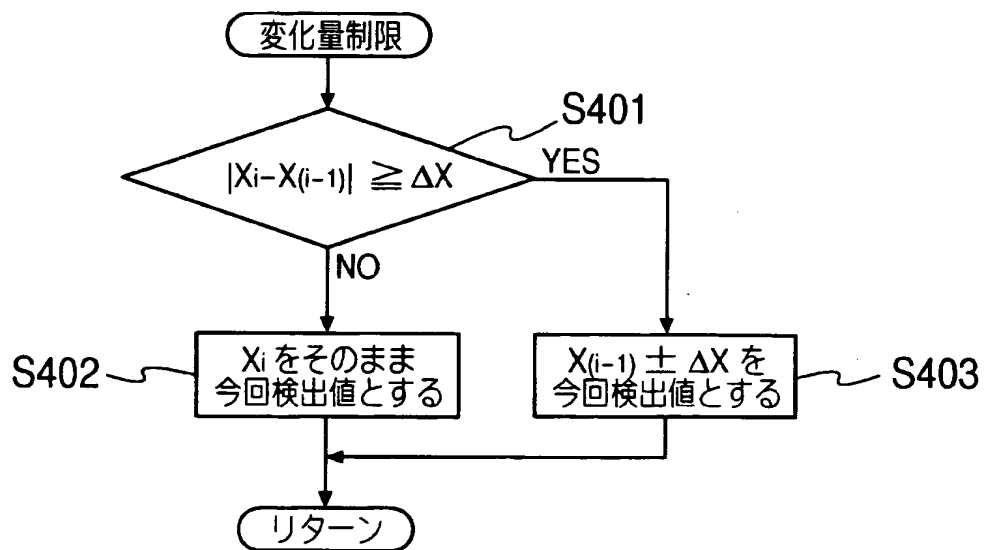 変化量制限
S401
|Xi−X(i−1)| ≧ ΔX
YES
NO
S402
Xi をそのまま
今回検出値とする
X(i−1) ± ΔX を
今回検出値とする
S403
リターン